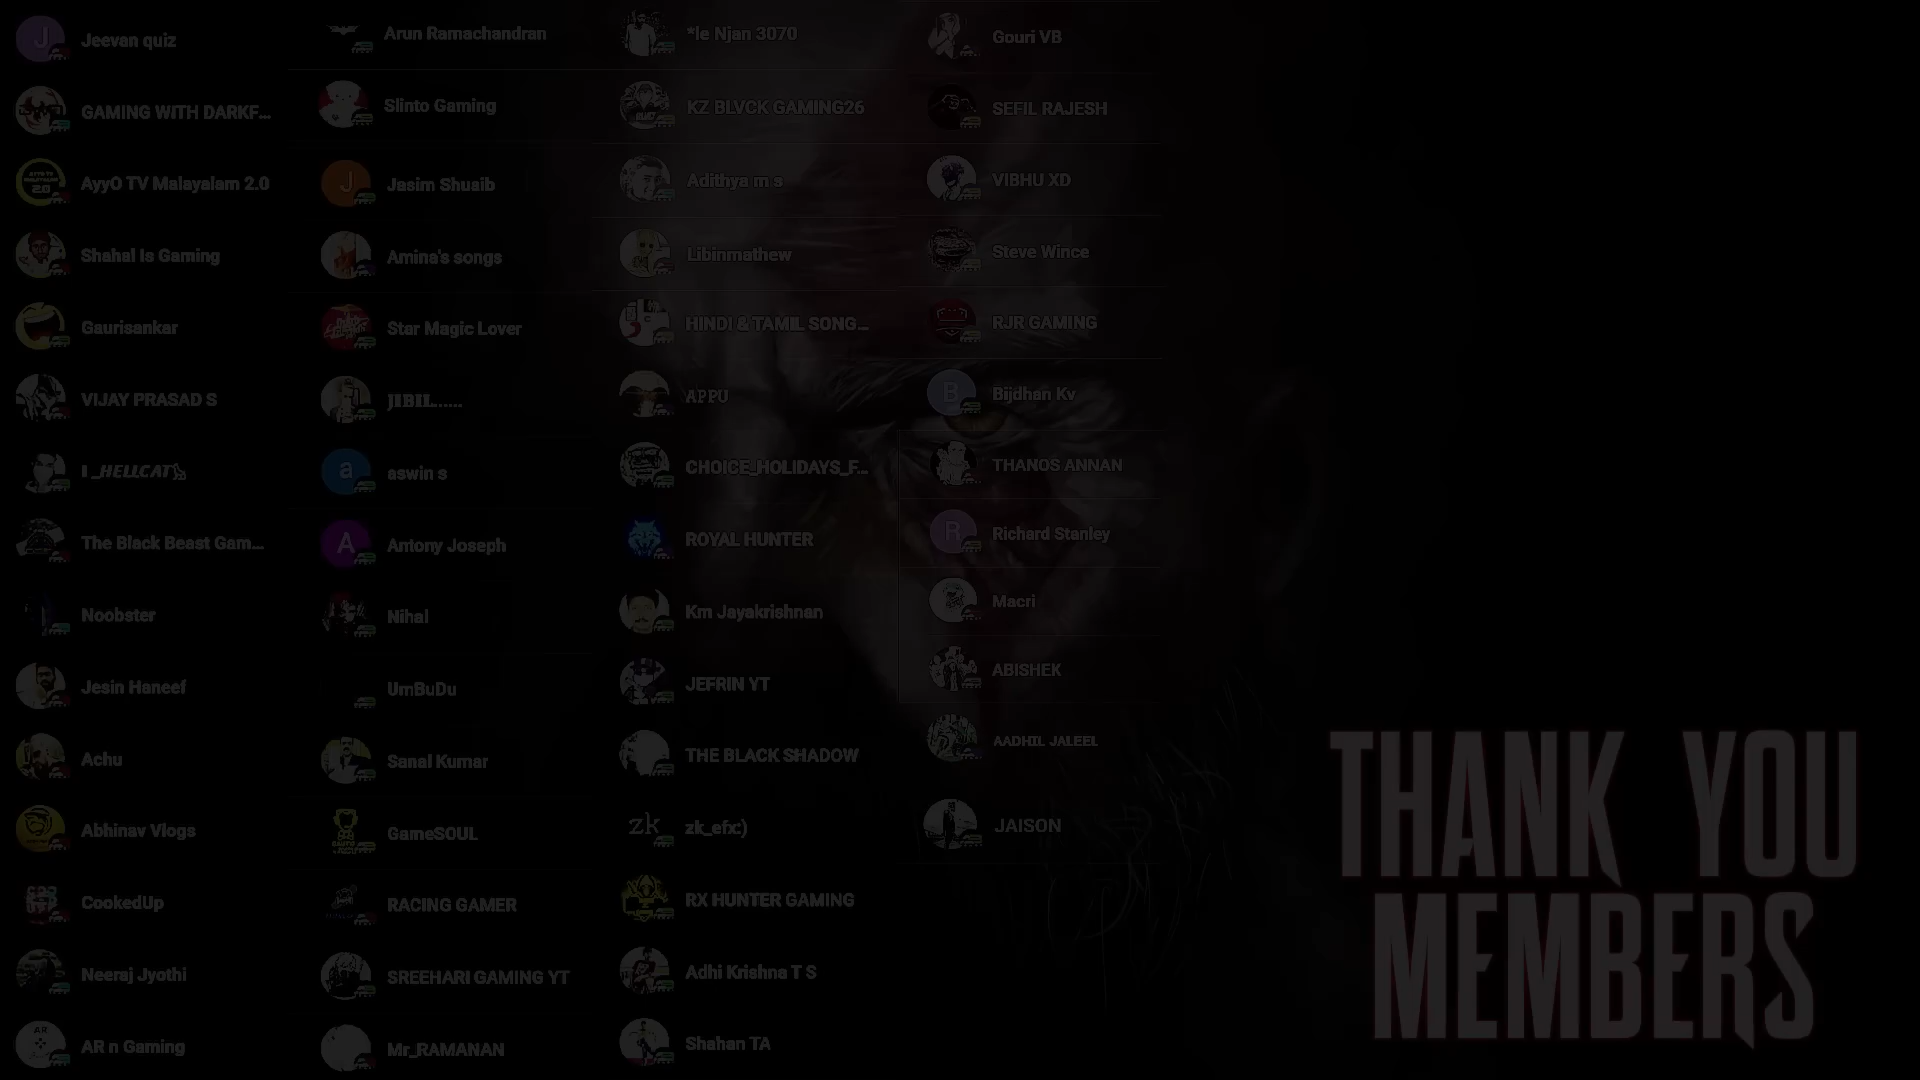 Jeevan quiz
GAMING WITH DARKF...
AyyO TV Malayalam 2.0
Shahal Is Gaming
Gaurisankar
VIJAY PRASAD S
I _HELLCAT
The Black Beast Gam...
Noobster
Jesin Haneef
Achu
Abhinav Vlogs
CookedUp
Neeraj Jyothi
AR n Gaming
Arun Ramachandran
Slinto Gaming
Jasim Shuaib
Amina's songs
Star Magic Lover
JIBIL......
aswin s
Antony Joseph
Nihal
UmBuDu
Sanal Kumar
GameSOUL
RACING GAMER
SREEHARI GAMING YT
Mr_RAMANAN
*le Njan 3070
KZ BLVCK GAMING26
Adithya m s
Libinmathew
HINDI & TAMIL SONG...
APPU
CHOICE_HOLIDAYS_F...
ROYAL HUNTER
Km Jayakrishnan
JEFRIN YT
THE BLACK SHADOW
zk_efx:)
RX HUNTER GAMING
Adhi Krishna T S
Shahan TA
Gouri VB
SEFIL RAJESH
VIBHU XD
Steve Wince
RJR GAMING
Bijdhan Kv
THANOS ANNAN
Richard Stanley
Macri
ABISHEK
AADHIL JALEEL
JAISON
THANK YOU
MEMBERS